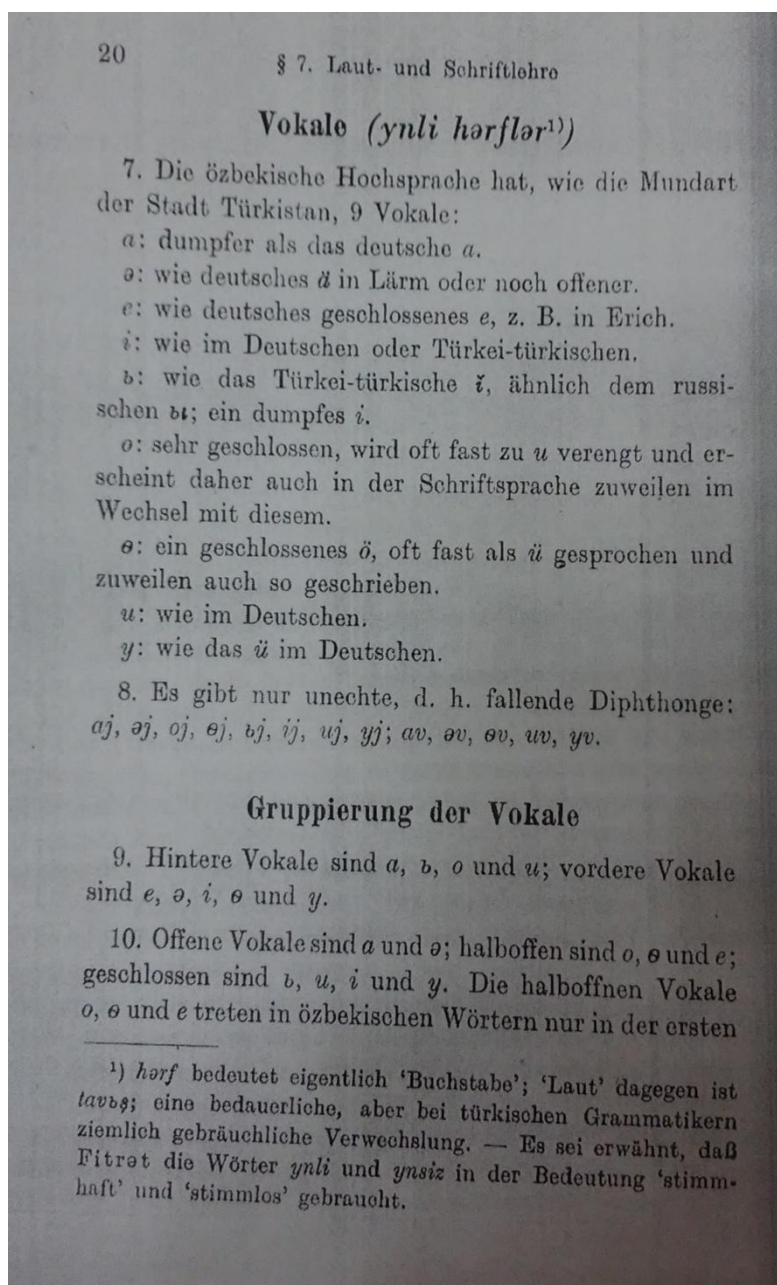 20
§ 7. Laut- und Schriftlehre
Vokale (ynli hərflər¹))
7. Die özbekische Hochsprache hat, wie die Mundart
der Stadt Türkistan, 9 Vokale:
a: dumpfer als das deutsche a.
ə: wie deutsches ä in Lärm oder noch offener.
e: wie deutsches geschlossenes e, z. B. in Erich.
i: wie im Deutschen oder Türkei-türkischen.
ь: wie das Türkei-türkische ǐ, ähnlich dem russi-
schen ы; ein dumpfes i.
o: sehr geschlossen, wird oft fast zu u verengt und er-
scheint daher auch in der Schriftsprache zuweilen im
Wechsel mit diesem.
ɵ: ein geschlossenes ö, oft fast als ü gesprochen und
zuweilen auch so geschrieben.
u: wie im Deutschen.
y: wie das ü im Deutschen.
8. Es gibt nur unechte, d. h. fallende Diphthonge:
aj, əj, oj, ɵj, ьj, ij, uj, yj; av, əv, ɵv, uv, yv.
Gruppierung der Vokale
9. Hintere Vokale sind a, ь, o und u; vordere Vokale
sind e, ə, i, ɵ und y.
10. Offene Vokale sind a und ə; halboffen sind o, ɵ und e;
geschlossen sind ь, u, i und y. Die halboffnen Vokale
o, ɵ und e treten in özbekischen Wörtern nur in der ersten
¹) hərf bedeutet eigentlich ‘Buchstabe’; ‘Laut’ dagegen ist
tavьş; eine bedauerliche, aber bei türkischen Grammatikern
ziemlich gebräuchliche Verwechslung. — Es sei erwähnt, daß
Fitrət die Wörter ynli und ynsiz in der Bedeutung ‘stimm-
haft’ und ‘stimmlos’ gebraucht.